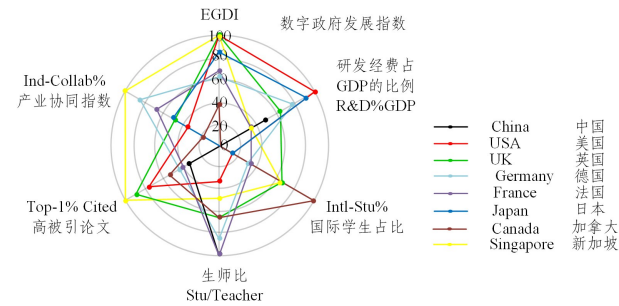 EGDI
数字政府发展指数
100
80
60
40
20
研发经费占
GDP的比例
R&D%GDP
Ind-Collab%
产业协同指数
Top-1% Cited
高被引论文
Intl-Stu%
国际学生占比
生师比
Stu/Teacher
China 中国
USA 美国
UK 英国
Germany 德国
France 法国
Japan 日本
Canada 加拿大
Singapore 新加坡